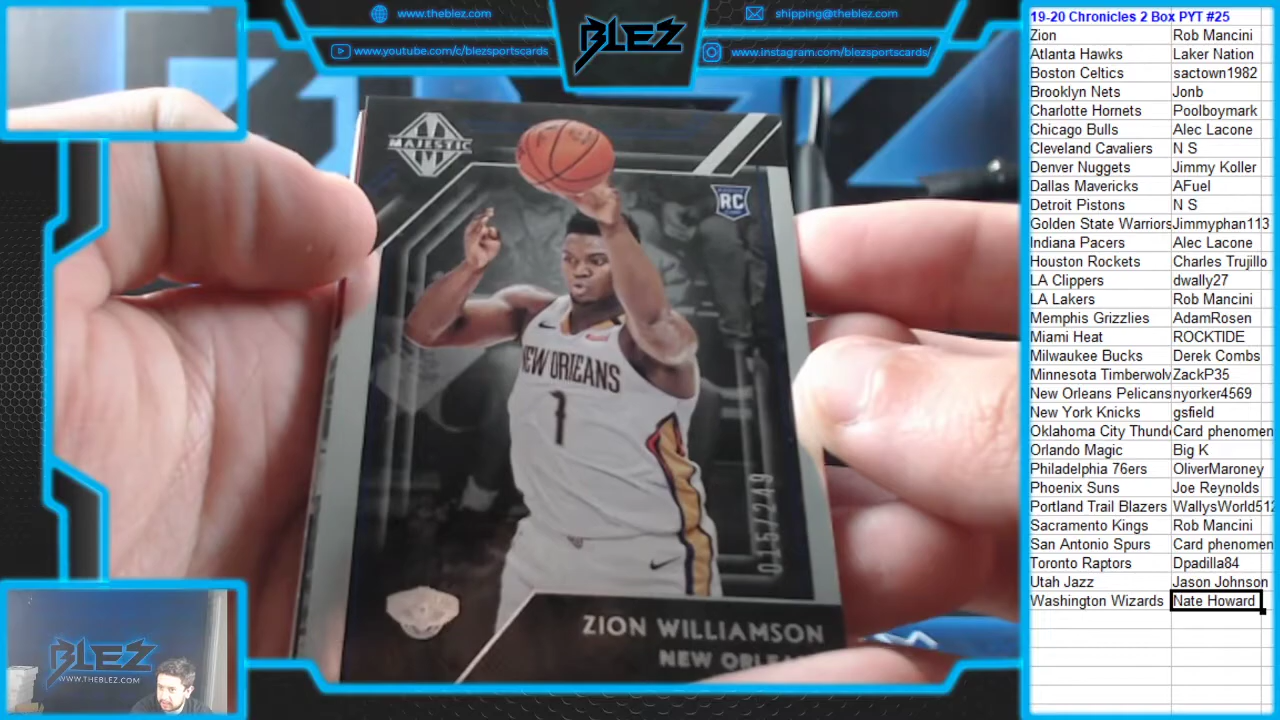 www.theblez.com
BLEZ
shipping@theblez.com
www.youtube.com/c/blezsportscards
www.instagram.com/blezsportscards/
19-20 Chronicles 2 Box PYT #25
Zion Rob Mancini
Atlanta Hawks Laker Nation
Boston Celtics sactown1982
Brooklyn Nets Jonb
Charlotte Hornets Poolboymark
Chicago Bulls Alec Lacone
Cleveland Cavaliers N S
Denver Nuggets Jimmy Koller
Dallas Mavericks AFuel
Detroit Pistons N S
Golden State Warriors Jimmyphan113
Indiana Pacers Alec Lacone
Houston Rockets Charles Trujillo
LA Clippers dwally27
LA Lakers Rob Mancini
Memphis Grizzlies AdamRosen
Miami Heat ROCKTIDE
Milwaukee Bucks Derek Combs
Minnesota Timberwolv ZackP35
New Orleans Pelicans nyorker4569
New York Knicks gsfield
Oklahoma City Thund Card phenomen
Orlando Magic Big K
Philadelphia 76ers OliverMaroney
Phoenix Suns Joe Reynolds
Portland Trail Blazers WallysWorld512
Sacramento Kings Rob Mancini
San Antonio Spurs Card phenomen
Toronto Raptors Dpadilla84
Utah Jazz Jason Johnson
Washington Wizards Nate Howard
MAJESTIC
RC
NEW ORLEANS
1
015/249
ZION WILLIAMSON
NEW ORLEA
BLEZ
WWW.THEBLEZ.COM